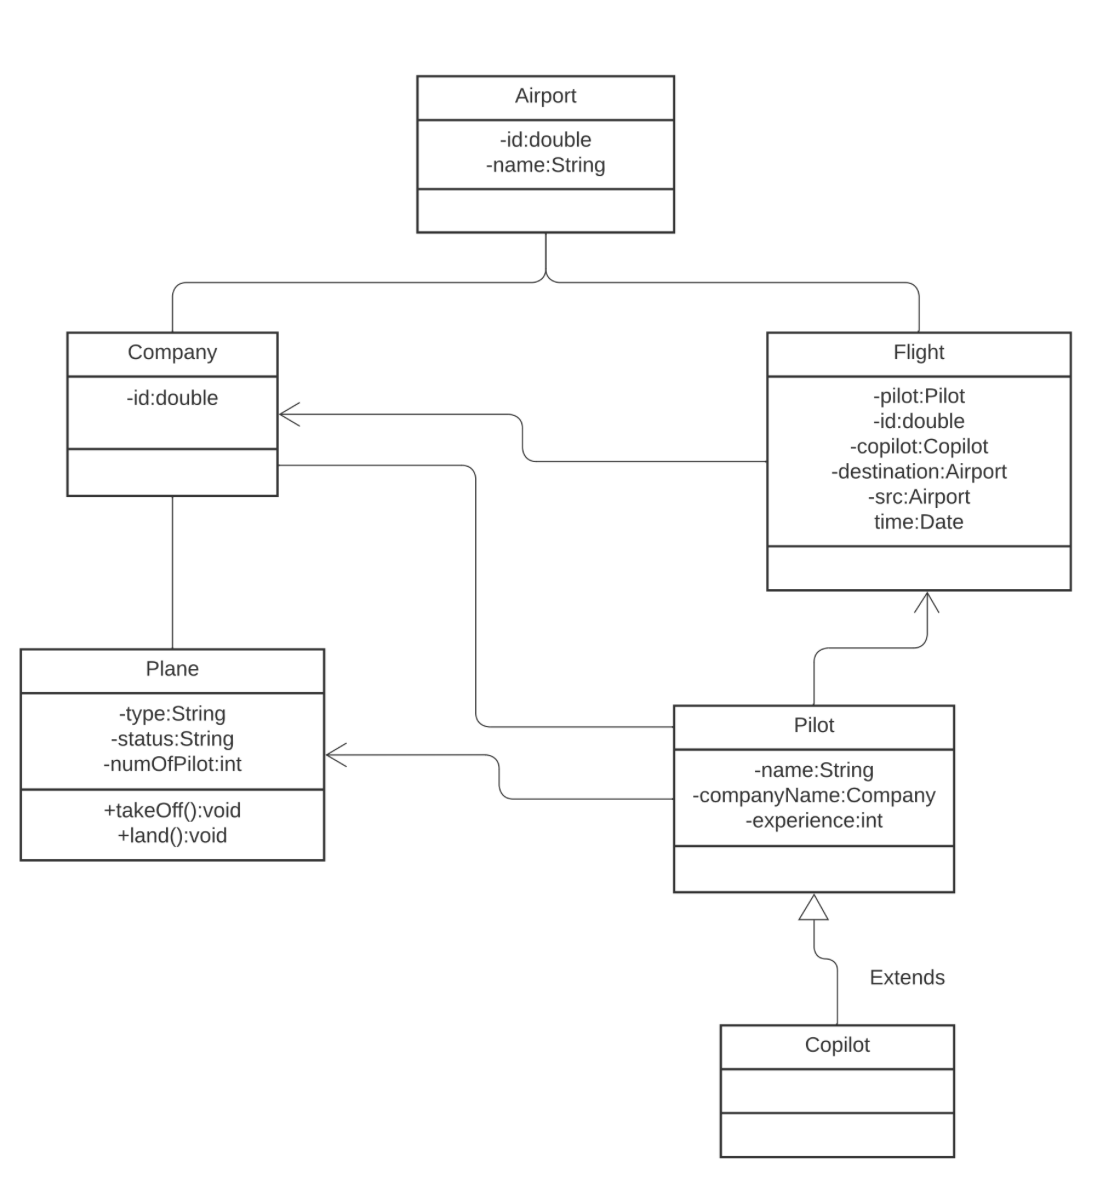 Airport
-id:double
-name:String
Company
-id:double
Flight
-pilot:Pilot
-id:double
-copilot:Copilot
-destination:Airport
-src:Airport
time:Date
Plane
-type:String
-status:String
-numOfPilot:int
+takeOff():void
+land():void
Pilot
-name:String
-companyName:Company
-experience:int
Extends
Copilot